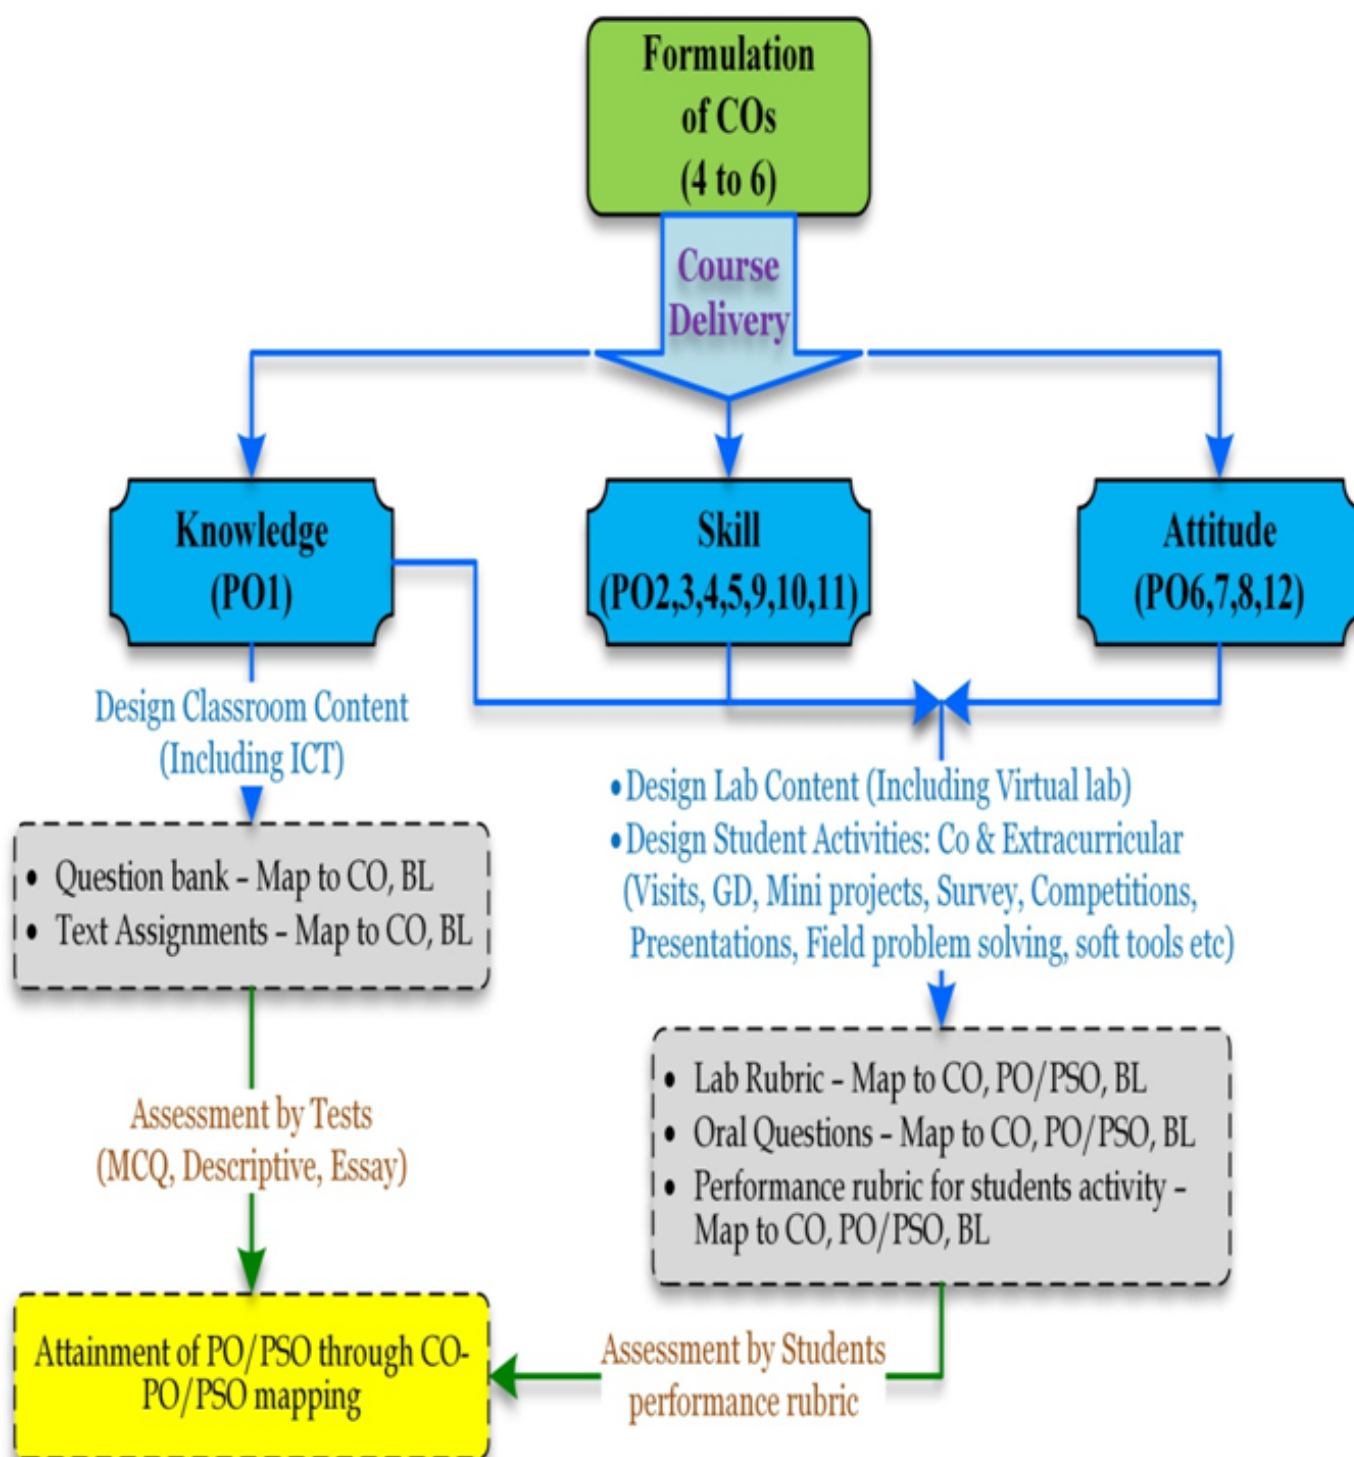 Formulation
of COs
(4 to 6)
Course
Delivery
Knowledge
(PO1)
Skill
(PO2,3,4,5,9,10,11)
Attitude
(PO6,7,8,12)
Design Classroom Content
(Including ICT)
• Design Lab Content (Including Virtual lab)
• Design Student Activities: Co & Extracurricular
(Visits, GD, Mini projects, Survey, Competitions,
Presentations, Field problem solving, soft tools etc)
• Question bank – Map to CO, BL
• Text Assignments – Map to CO, BL
• Lab Rubric – Map to CO, PO/PSO, BL
• Oral Questions – Map to CO, PO/PSO, BL
• Performance rubric for students activity –
Map to CO, PO/PSO, BL
Assessment by Tests
(MCQ, Descriptive, Essay)
Attainment of PO/PSO through CO-
PO/PSO mapping
Assessment by Students
performance rubric